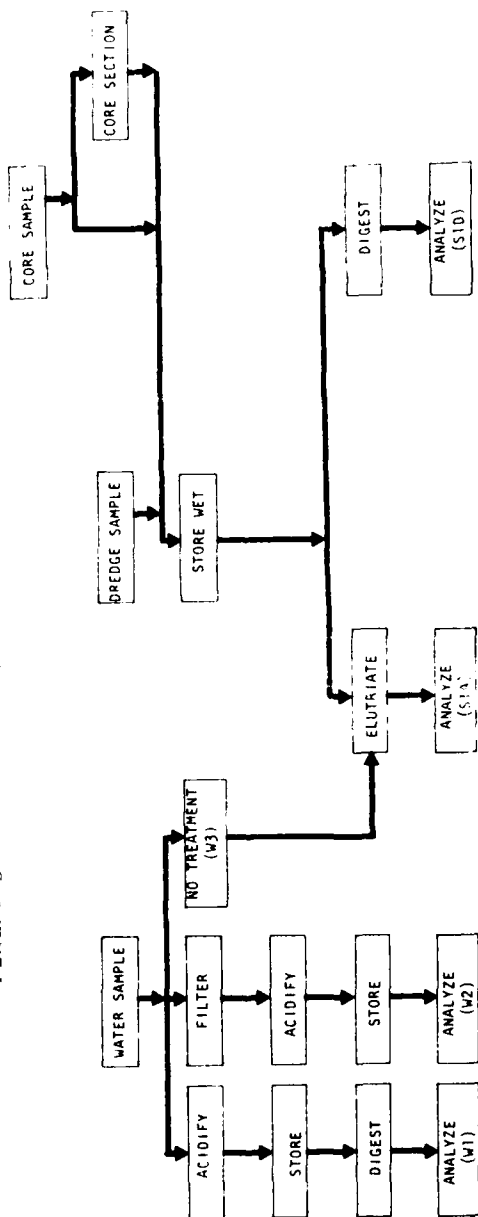 WATER SAMPLE
ACIDIFY
STORE
DIGEST
ANALYZE
(W1)
FILTER
ACIDIFY
STORE
ANALYZE
(W2)
NO TREATMENT
(W3)
DREDGE SAMPLE
CORE SAMPLE
CORE SECTION
STORE WET
ELUTRIATE
ANALYZE
(S1A)
DIGEST
ANALYZE
(S1D)